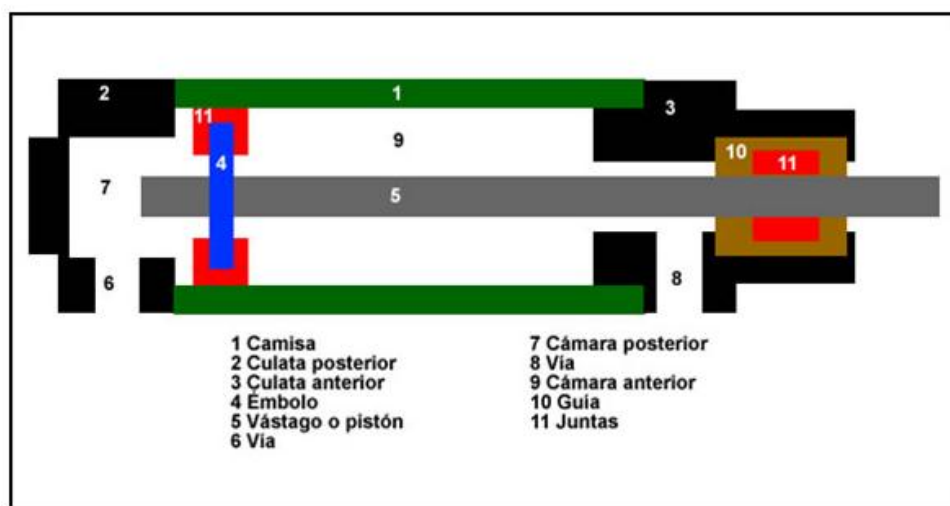 2
1
3
11
9
10
11
4
7
5
6
8
1 Camisa
2 Culata posterior
3 Culata anterior
4 Émbolo
5 Vástago o pistón
6 Vía
7 Cámara posterior
8 Vía
9 Cámara anterior
10 Guía
11 Juntas